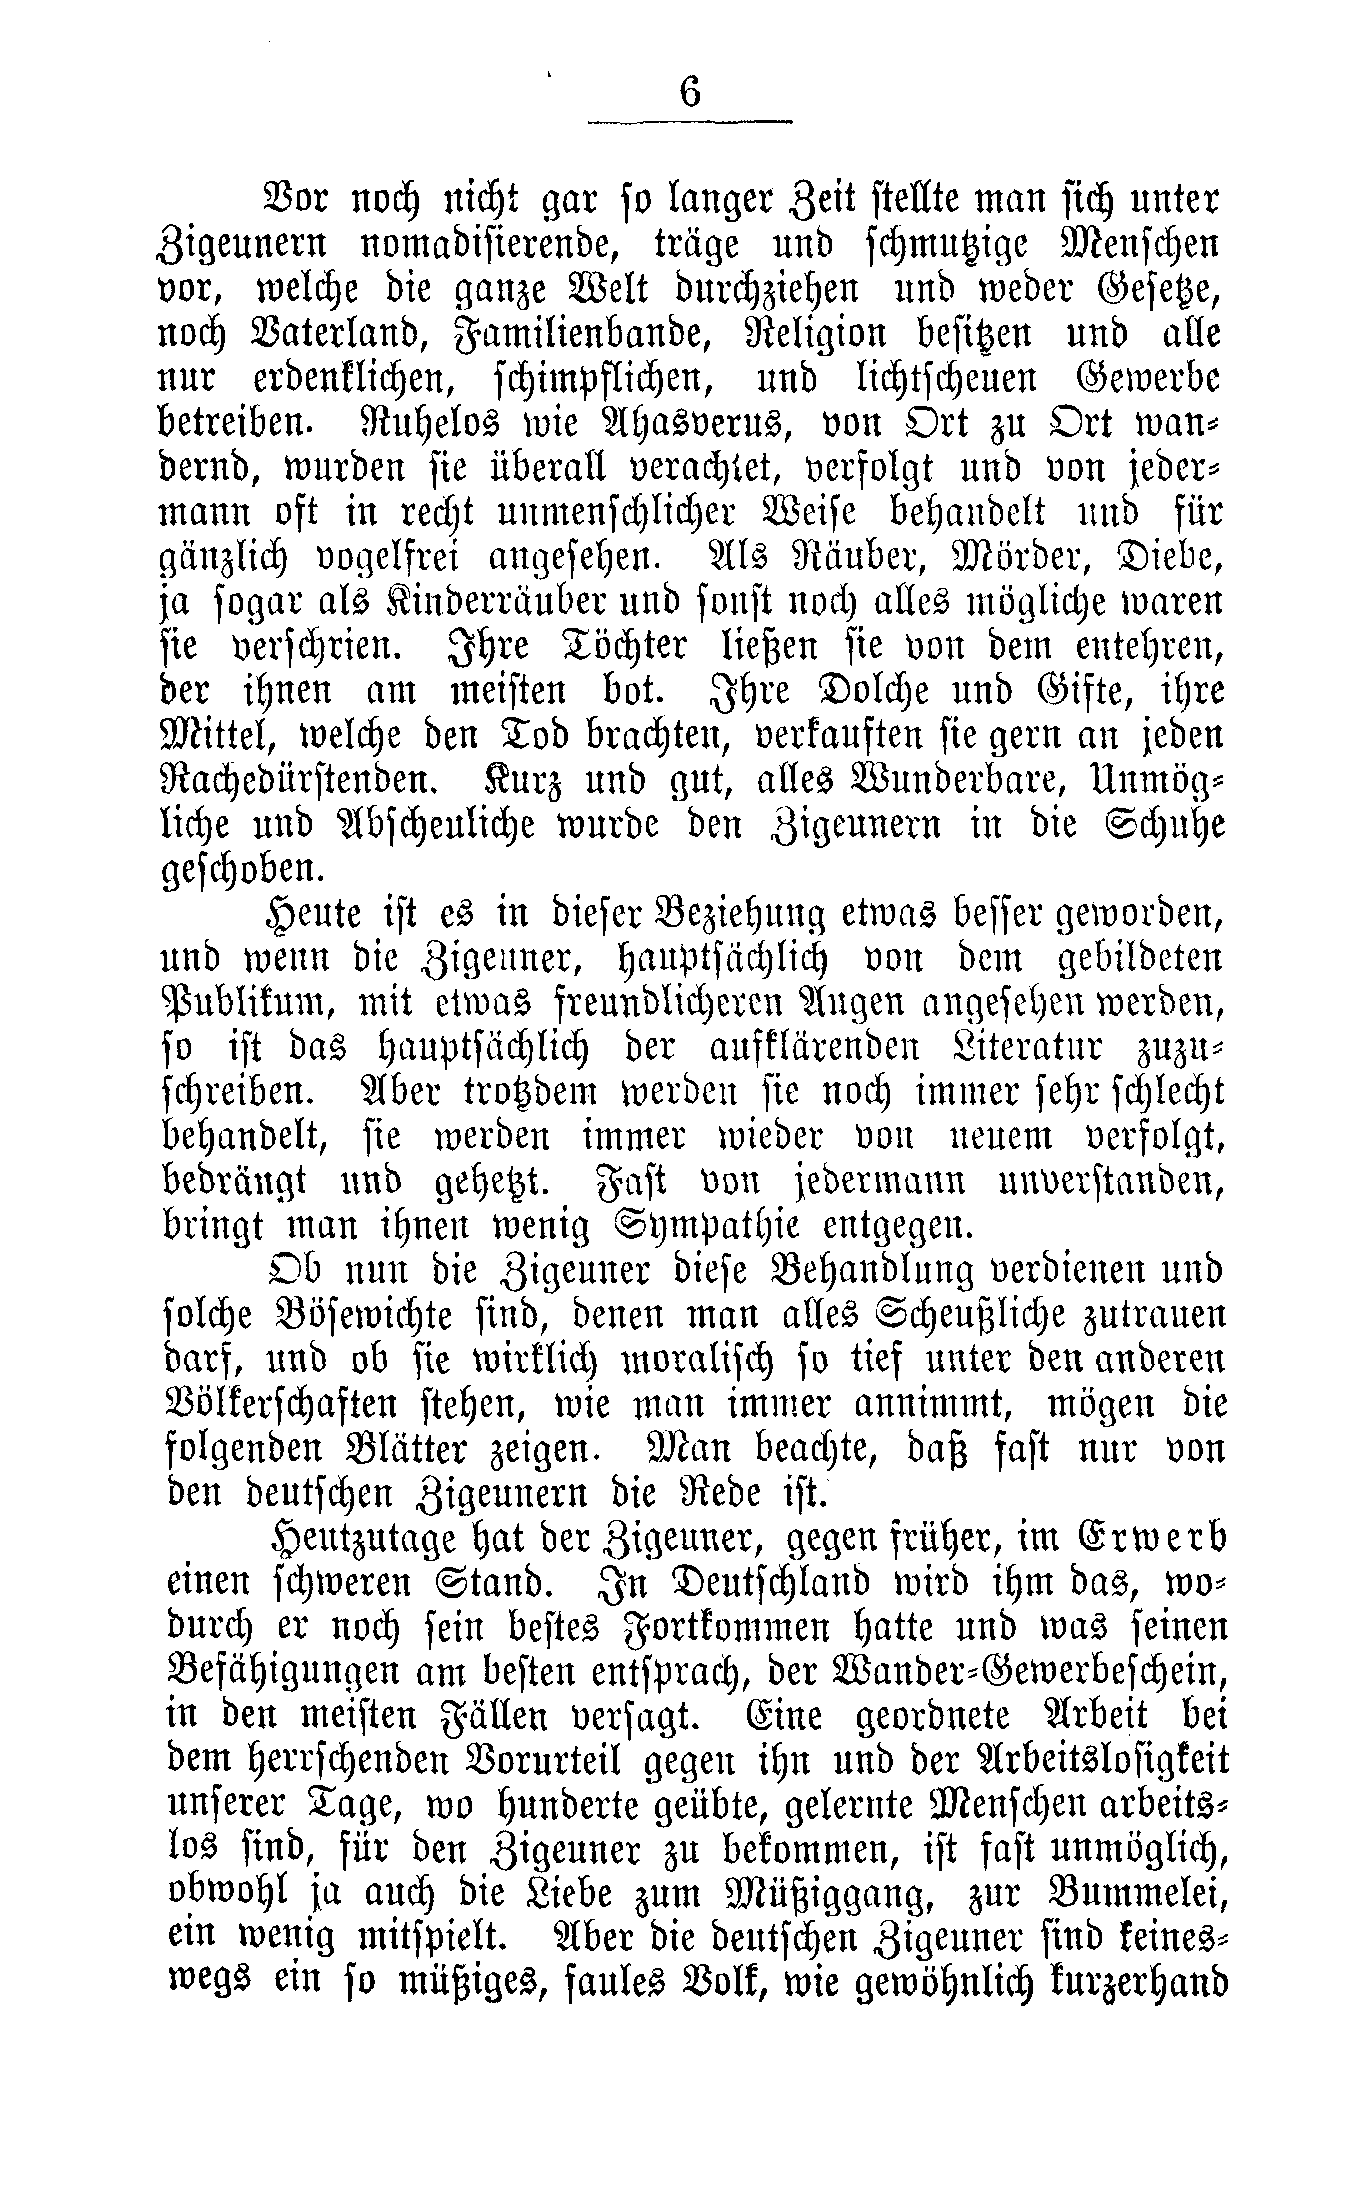 6
Vor noch nicht gar so langer Zeit stellte man sich unter
Zigeunern nomadisierende, träge und schmutzige Menschen
vor, welche die ganze Welt durchziehen und weder Gesetze,
noch Vaterland, Familienbande, Religion besitzen und alle
nur erdenklichen, schimpflichen, und lichtscheuen Gewerbe
betreiben. Ruhelos wie Ahasverus, von Ort zu Ort wan-
dernd, wurden sie überall verachtet, verfolgt und von jeder-
mann oft in recht unmenschlicher Weise behandelt und für
gänzlich vogelfrei angesehen. Als Räuber, Mörder, Diebe,
ja sogar als Kinderräuber und sonst noch alles mögliche waren
sie verschrien. Ihre Töchter ließen sie von dem entehren,
der ihnen am meisten bot. Ihre Dolche und Gifte, ihre
Mittel, welche den Tod brachten, verkauften sie gern an jeden
Rachedürstenden. Kurz und gut, alles Wunderbare, Unmög-
liche und Abscheuliche wurde den Zigeunern in die Schuhe
geschoben.
Heute ist es in dieser Beziehung etwas besser geworden,
und wenn die Zigeuner, hauptsächlich von dem gebildeten
Publikum, mit etwas freundlicheren Augen angesehen werden,
so ist das hauptsächlich der aufklärenden Literatur zuzu-
schreiben. Aber trotzdem werden sie noch immer sehr schlecht
behandelt, sie werden immer wieder von neuem verfolgt,
bedrängt und gehetzt. Fast von jedermann unverstanden,
bringt man ihnen wenig Sympathie entgegen.
Ob nun die Zigeuner diese Behandlung verdienen und
solche Bösewichte sind, denen man alles Scheußliche zutrauen
darf, und ob sie wirklich moralisch so tief unter den anderen
Völkerschaften stehen, wie man immer annimmt, mögen die
folgenden Blätter zeigen. Man beachte, daß fast nur von
den deutschen Zigeunern die Rede ist.
Heutzutage hat der Zigeuner, gegen früher, im Erwerb
einen schweren Stand. In Deutschland wird ihm das, wo-
durch er noch sein bestes Fortkommen hatte und was seinen
Befähigungen am besten entsprach, der Wander-Gewerbeschein,
in den meisten Fällen versagt. Eine geordnete Arbeit bei
dem herrschenden Vorurteil gegen ihn und der Arbeitslosigkeit
unserer Tage, wo hunderte geübte, gelernte Menschen arbeits-
los sind, für den Zigeuner zu bekommen, ist fast unmöglich,
obwohl ja auch die Liebe zum Müßiggang, zur Bummelei,
ein wenig mitspielt. Aber die deutschen Zigeuner sind keines-
wegs ein so müßiges, faules Volk, wie gewöhnlich kurzerhand